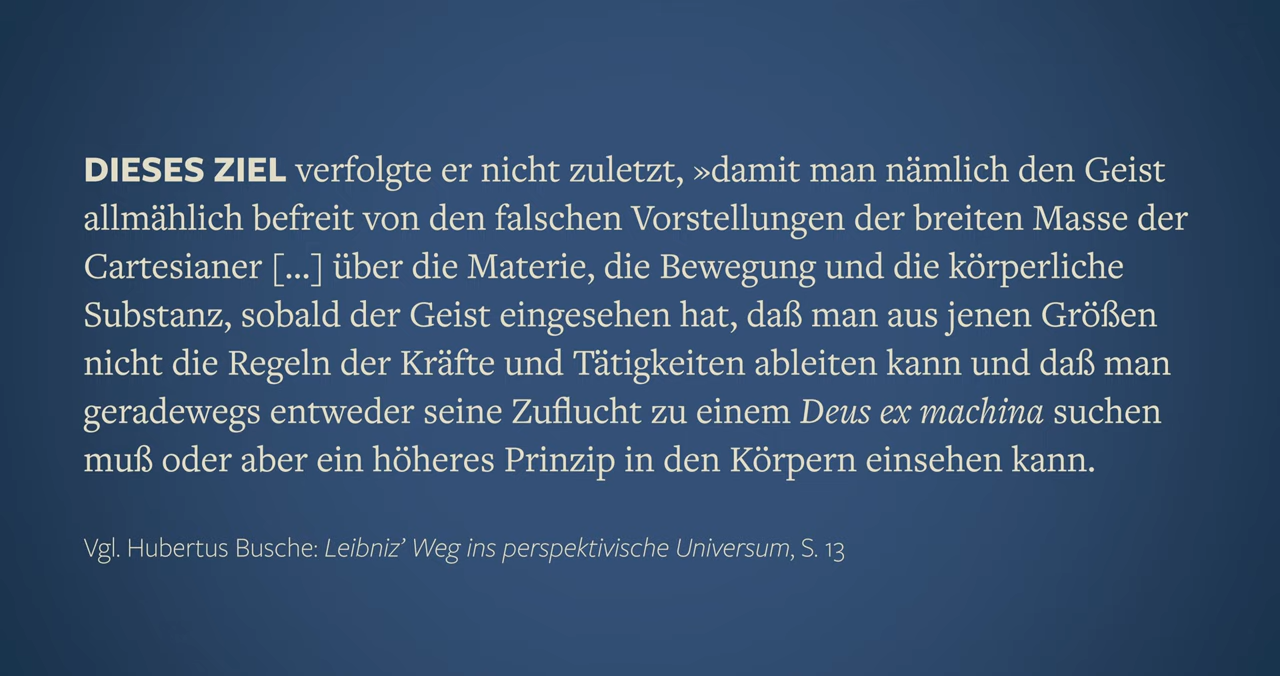 DIESES ZIEL verfolgte er nicht zuletzt, »damit man nämlich den Geist
allmählich befreit von den falschen Vorstellungen der breiten Masse der
Cartesianer [...] über die Materie, die Bewegung und die körperliche
Substanz, sobald der Geist eingesehen hat, daß man aus jenen Größen
nicht die Regeln der Kräfte und Tätigkeiten ableiten kann und daß man
geradewegs entweder seine Zuflucht zu einem Deus ex machina suchen
muß oder aber ein höheres Prinzip in den Körpern einsehen kann.
Vgl. Hubertus Busche: Leibniz’ Weg ins perspektivische Universum, S. 13